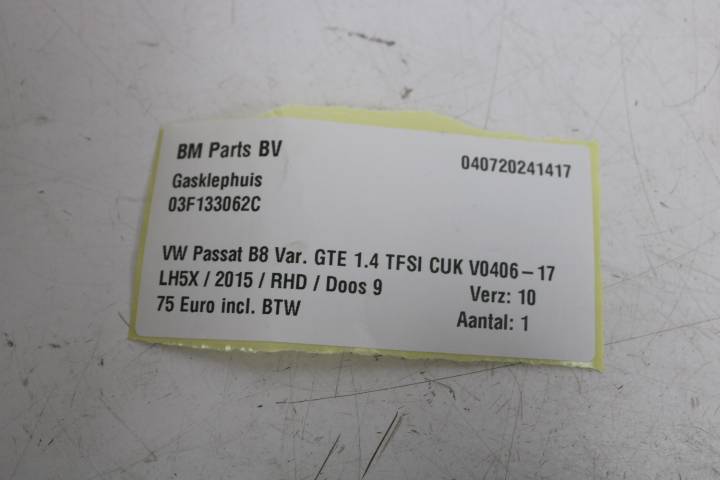 BM Parts BV
040720241417
Gasklephuis
03F133062C
VW Passat B8 Var. GTE 1.4 TFSI CUK V0406-17
LH5X / 2015 / RHD / Doos 9
Verz: 10
75 Euro incl. BTW
Aantal: 1